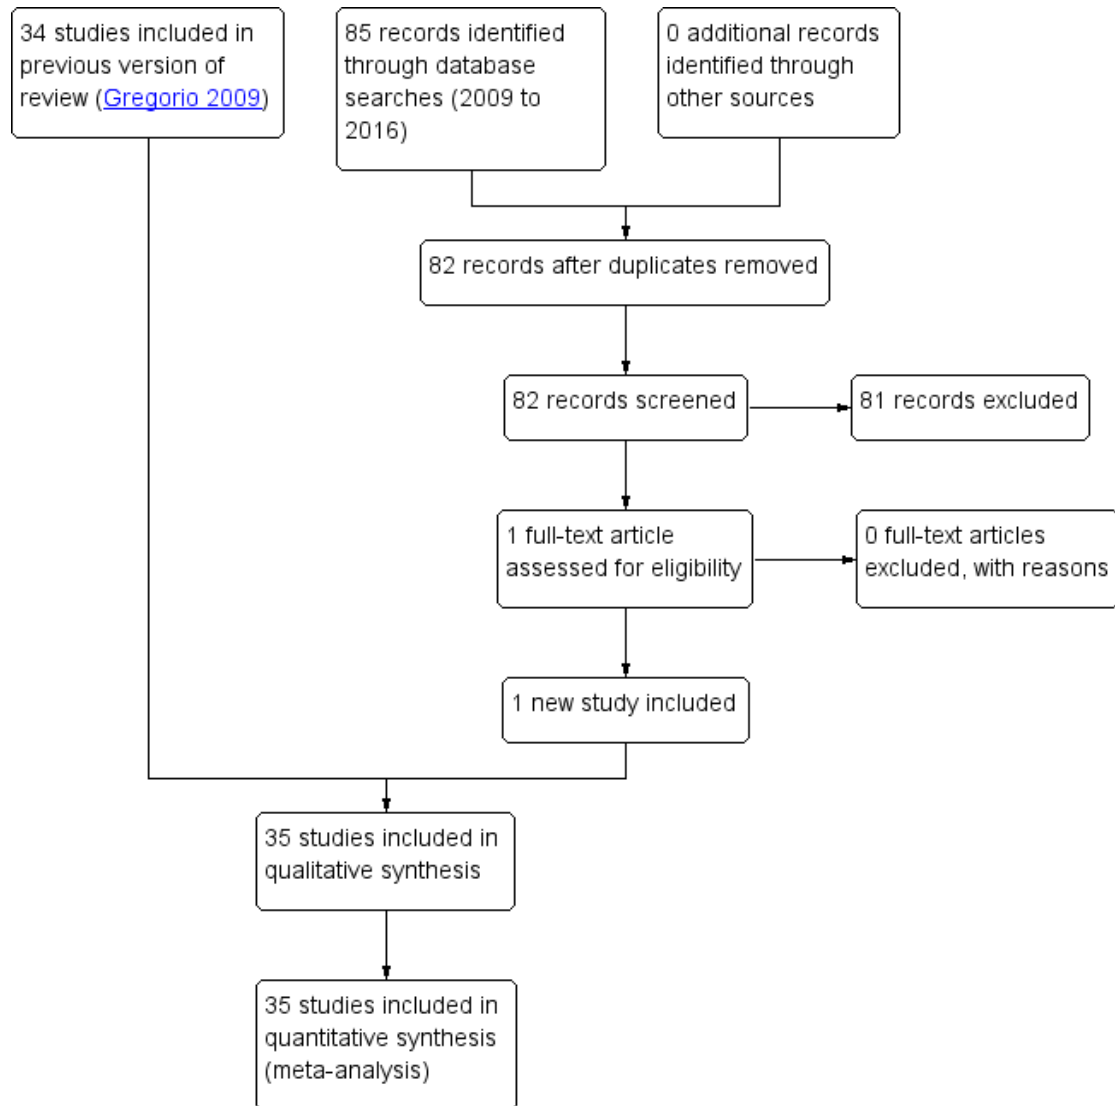 34 studies included in
previous version of
review (Gregorio 2009)
85 records identified
through database
searches (2009 to
2016)
0 additional records
identified through
other sources
82 records after duplicates removed
82 records screened
81 records excluded
1 full-text article
assessed for eligibility
0 full-text articles
excluded, with reasons
1 new study included
35 studies included in
qualitative synthesis
35 studies included in
quantitative synthesis
(meta-analysis)